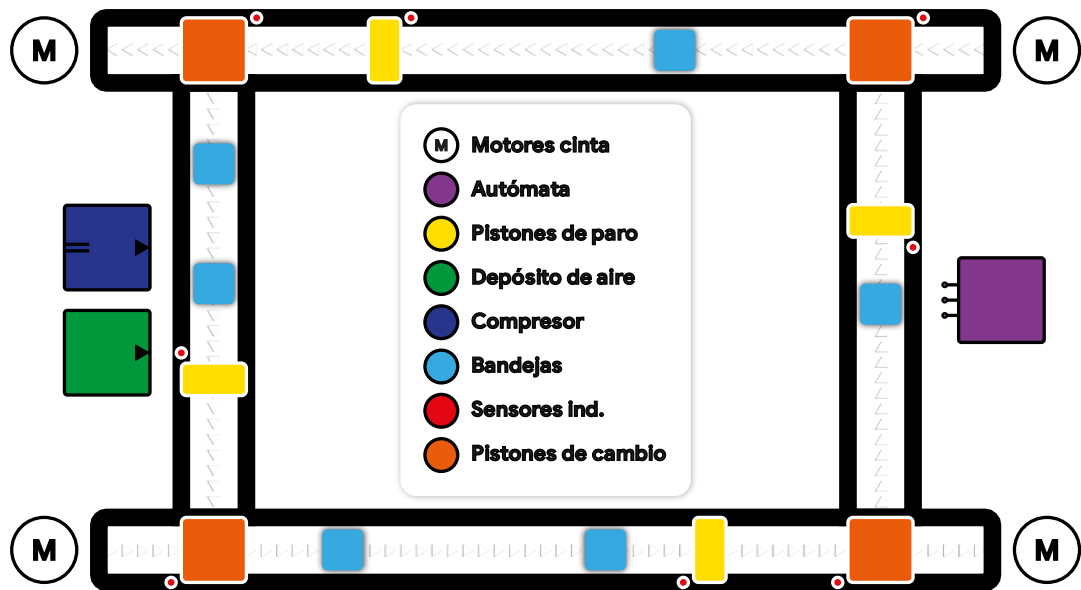 M
M
M Motores cinta
Autómata
Pistones de paro
Depósito de aire
Compresor
Bandejas
Sensores ind.
Pistones de cambio
M
M